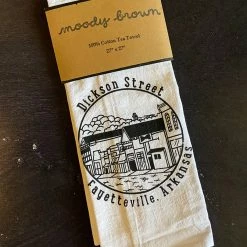 moody brown
100% Cotton Tea Towel
27" x 27"
Dickson Street
Fayetteville, Arkansas